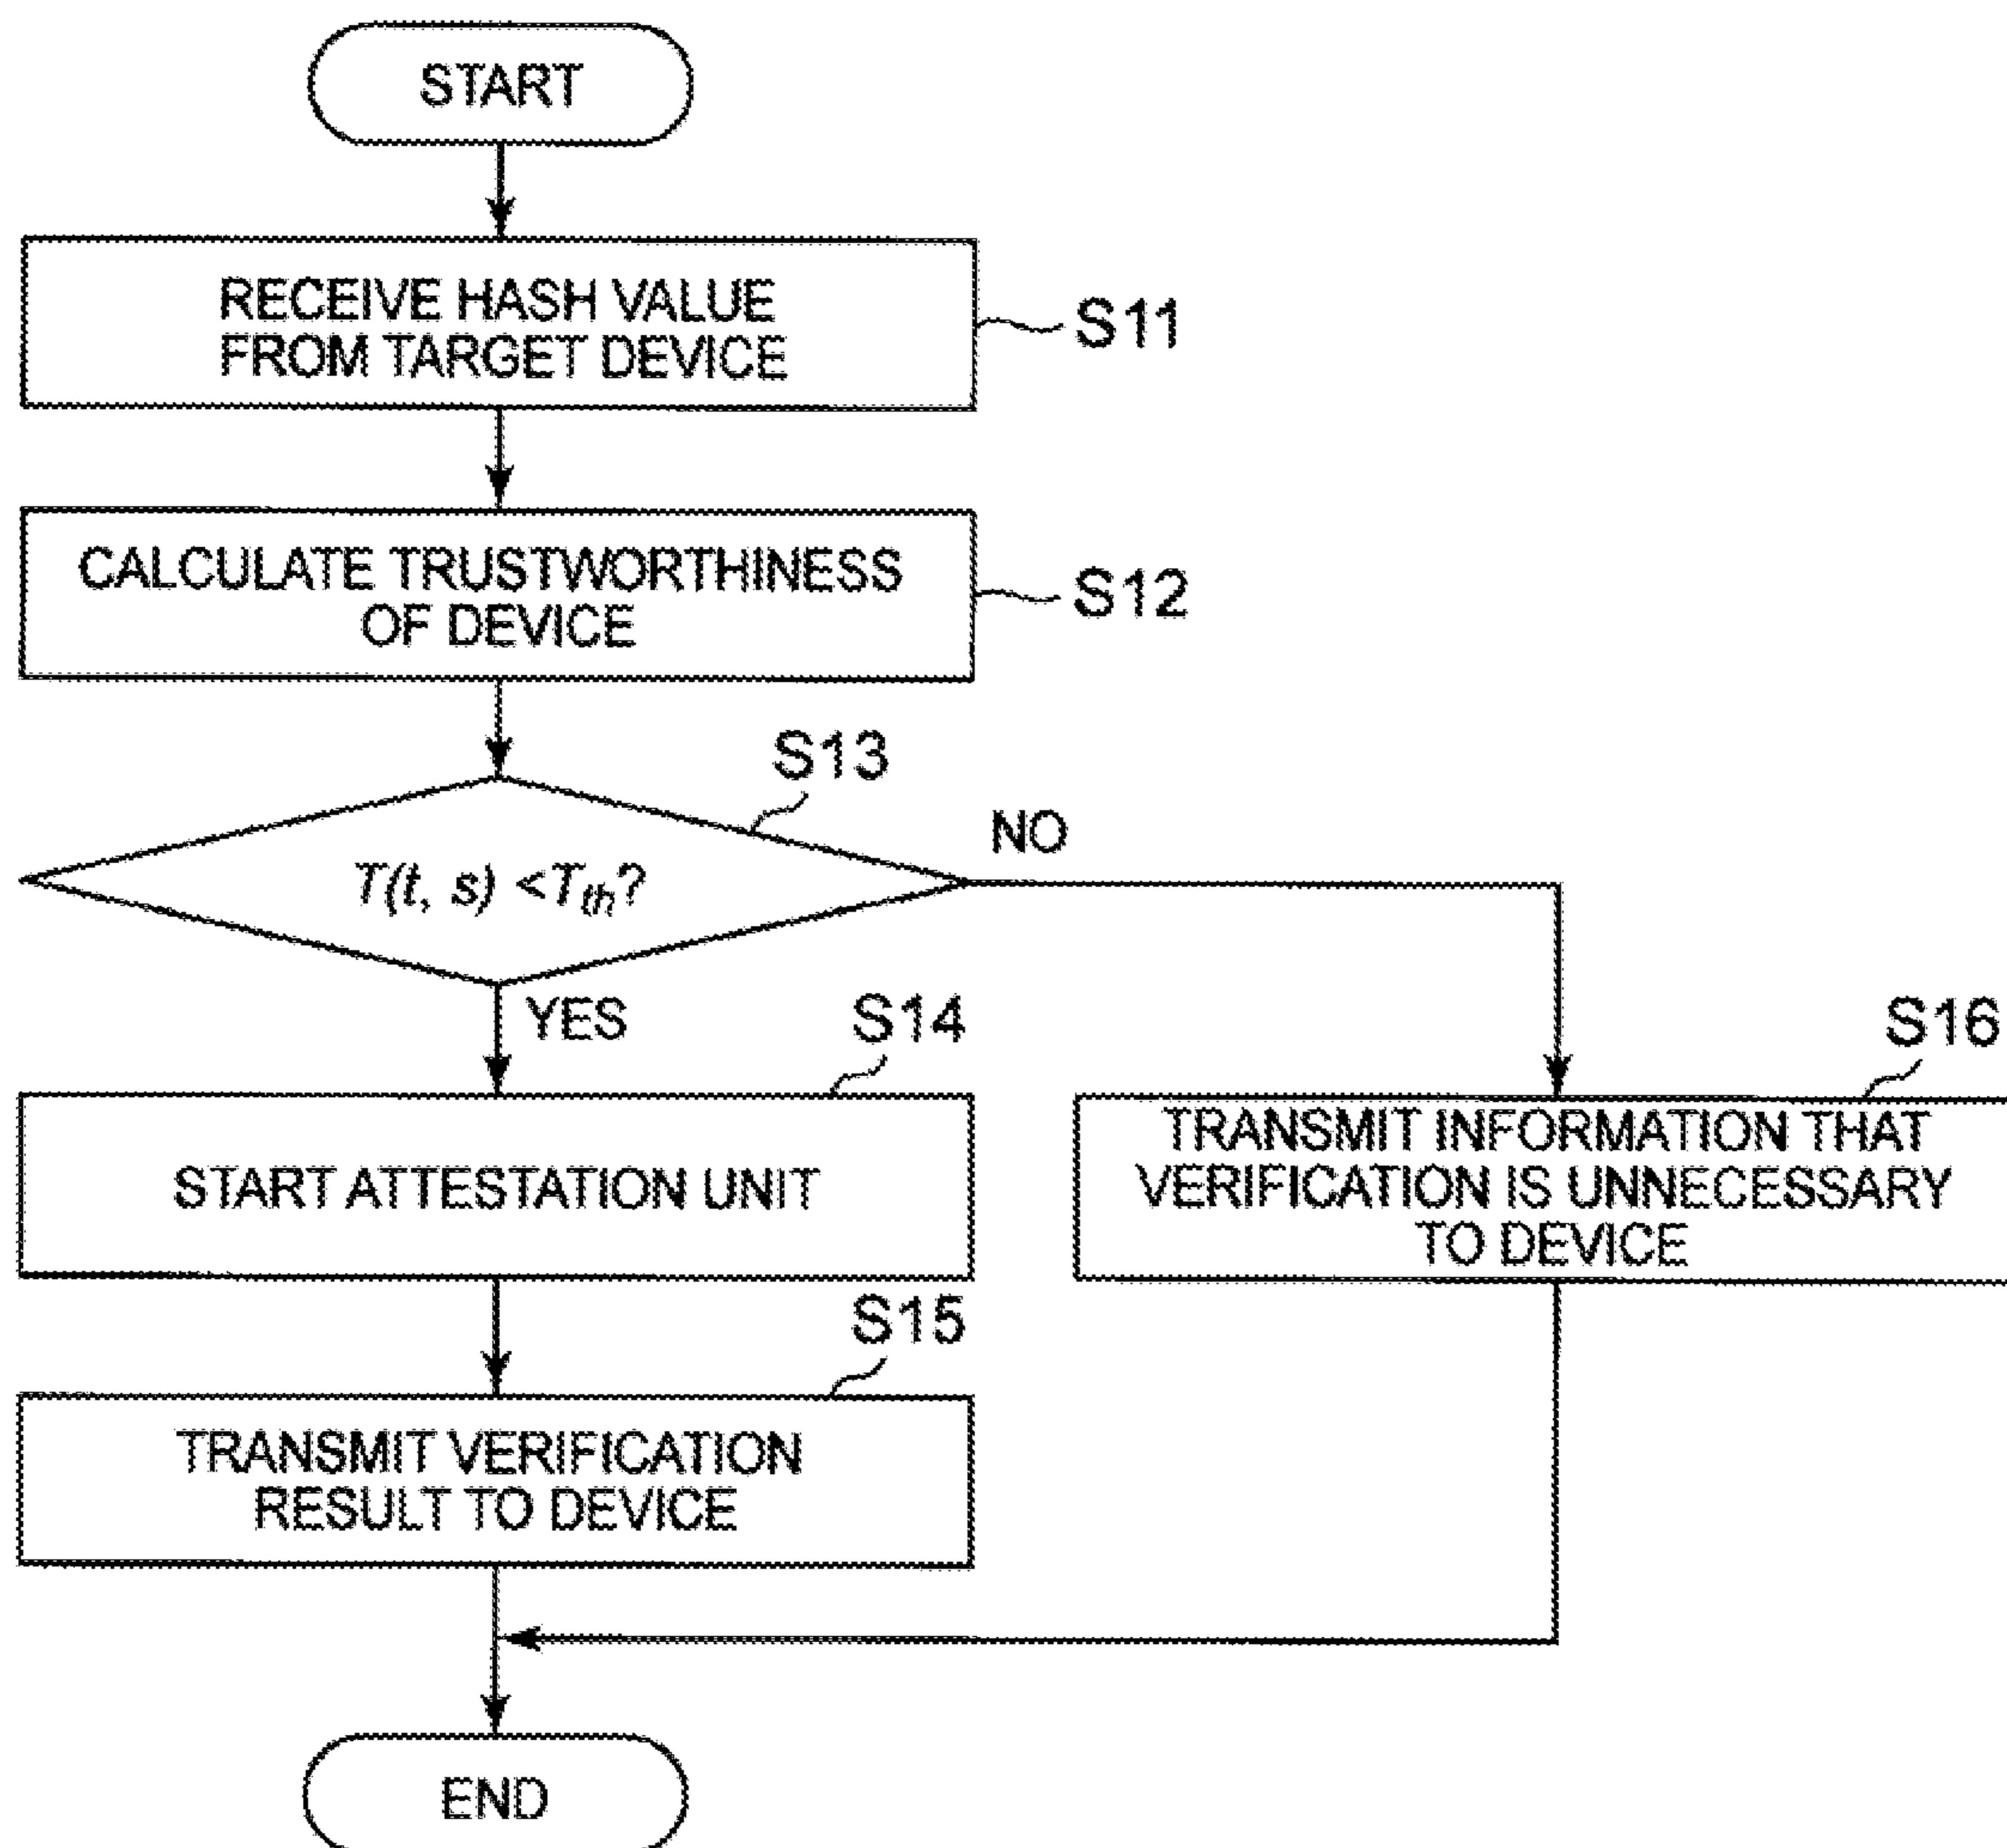 START
RECEIVE HASH VALUE
FROM TARGET DEVICE
S11
CALCULATE TRUSTWORTHINESS
OF DEVICE
S12
S13
T(t, s) <Tth?
NO
YES
S14
START ATTESTATION UNIT
S16
TRANSMIT INFORMATION THAT
VERIFICATION IS UNNECESSARY
TO DEVICE
S15
TRANSMIT VERIFICATION
RESULT TO DEVICE
END